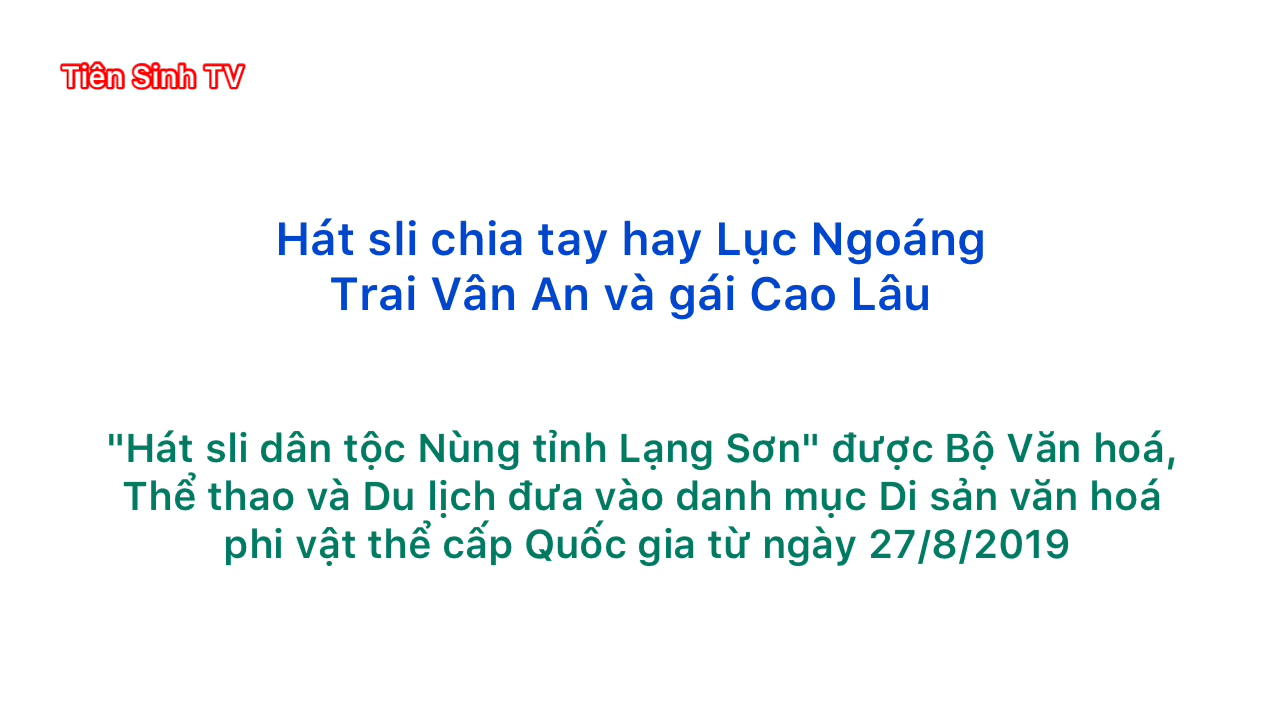 Tiên Sinh TV
Hát sli chia tay hay Lục Ngoáng
Trai Vân An và gái Cao Lâu
"Hát sli dân tộc Nùng tỉnh Lạng Sơn" được Bộ Văn hoá,
Thể thao và Du lịch đưa vào danh mục Di sản văn hoá
phi vật thể cấp Quốc gia từ ngày 27/8/2019